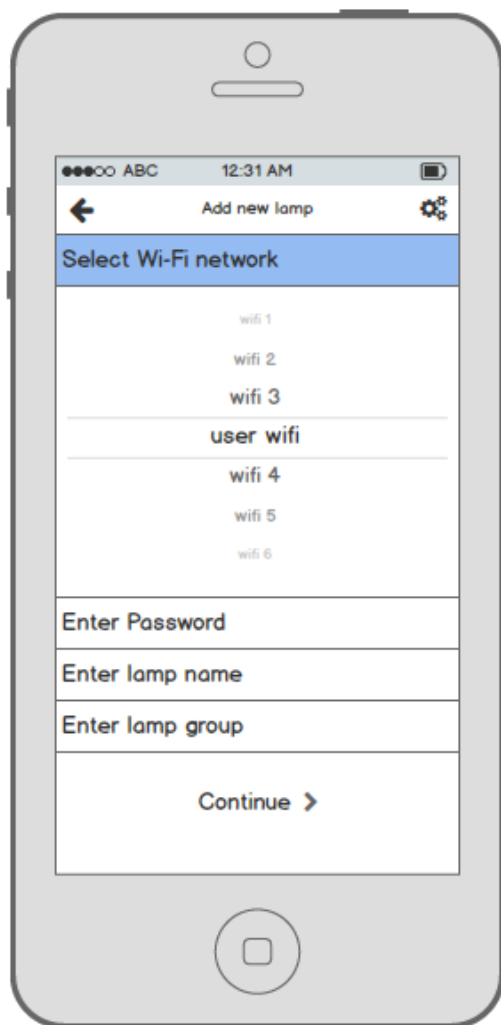 ABC 12:31 AM
Add new lamp
Select Wi-Fi network
wifi 1
wifi 2
wifi 3
user wifi
wifi 4
wifi 5
wifi 6
Enter Password
Enter lamp name
Enter lamp group
Continue